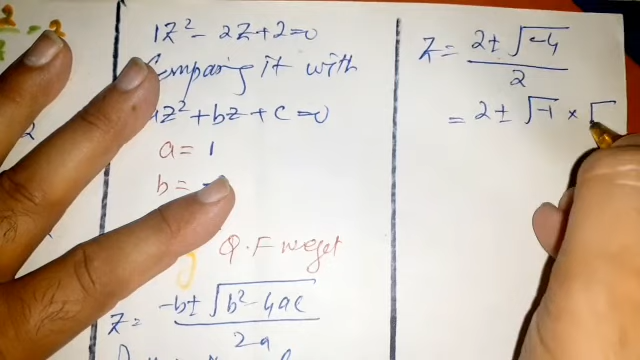 1Z² - 2Z + 2 = 0
Comparing it with
aZ² + bz + c = 0
a = 1
b = -
Q.F we get
Z = -b ± √b² - 4ac / 2a
Z = 2 ± √-4 / 2
= 2 ± √-1 × √